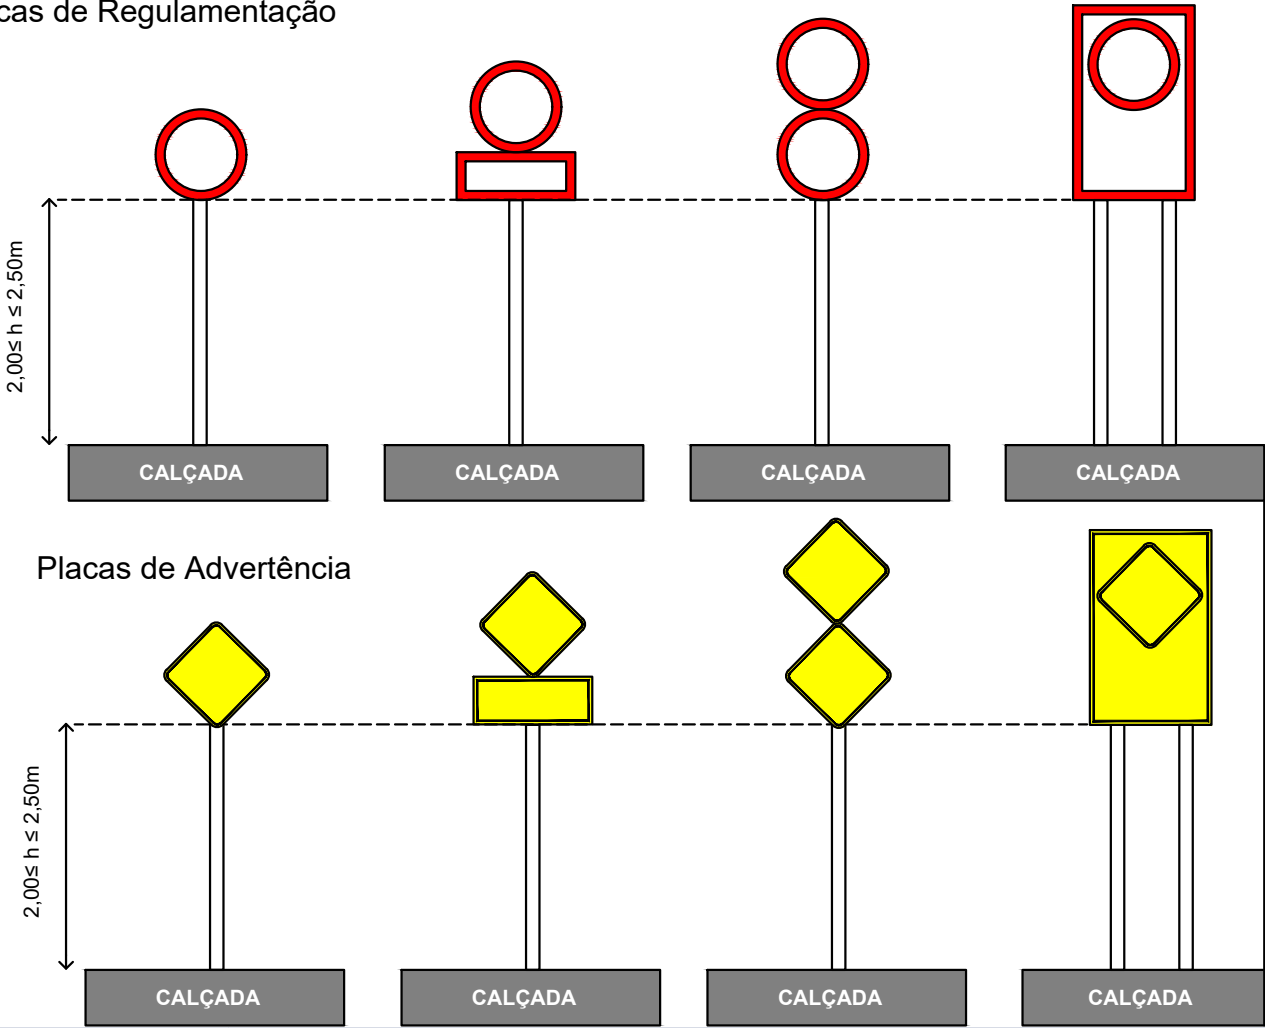 cas de Regulamentação
2,00≤ h ≤ 2,50m
CALÇADA CALÇADA CALÇADA CALÇADA
Placas de Advertência
2,00≤ h ≤ 2,50m
CALÇADA CALÇADA CALÇADA CALÇADA